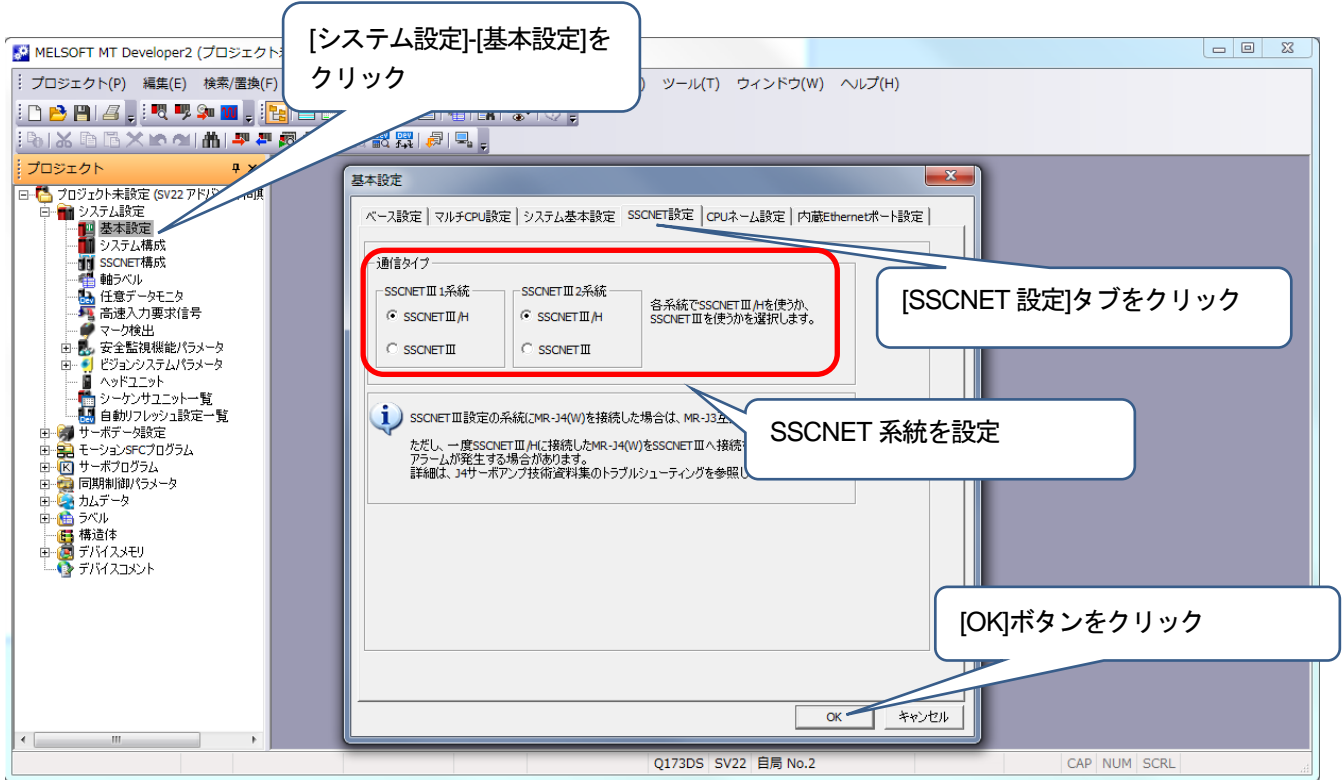 [システム設定]-[基本設定]を
クリック
MELSOFT MT Developer2 (プロジェクト
プロジェクト(P) 編集(E) 検索/置換(F) ツール(T) ウィンドウ(W) ヘルプ(H)
プロジェクト
プロジェクト未設定 (SV22 アドバ
システム設定
基本設定
システム構成
SSCNET構成
軸ラベル
任意データモニタ
高速入力要求信号
マーク検出
安全監視機能パラメータ
ビジョンシステムパラメータ
ヘッドユニット
シーケンサユニット一覧
自動リフレッシュ設定一覧
サーボデータ設定
モーションSFCプログラム
サーボプログラム
同期制御パラメータ
カムデータ
ラベル
構造体
デバイスメモリ
デバイスコメント
基本設定
ベース設定 マルチCPU設定 システム基本設定 SSCNET設定 CPUネーム設定 内蔵Ethernetポート設定
通信タイプ
SSCNETⅢ1系統 SSCNETⅢ2系統
SSCNETⅢ/H SSCNETⅢ/H
SSCNETⅢ SSCNETⅢ
各系統でSSCNETⅢ/Hを使うか、
SSCNETⅢを使うかを選択します。
[SSCNET 設定]タブをクリック
SSCNETⅢ設定の系統にMR-J4(W)を接続した場合は、MR-J3
ただし、一度SSCNETⅢ/Hに接続したMR-J4(W)をSSCNETⅢへ接続
アラームが発生する場合があります。
詳細は、J4サーボアンプ技術資料集のトラブルシューティングを参照し
SSCNET 系統を設定
[OK]ボタンをクリック
OK キャンセル
Q173DS SV22 自局 No.2 CAP NUM SCRL